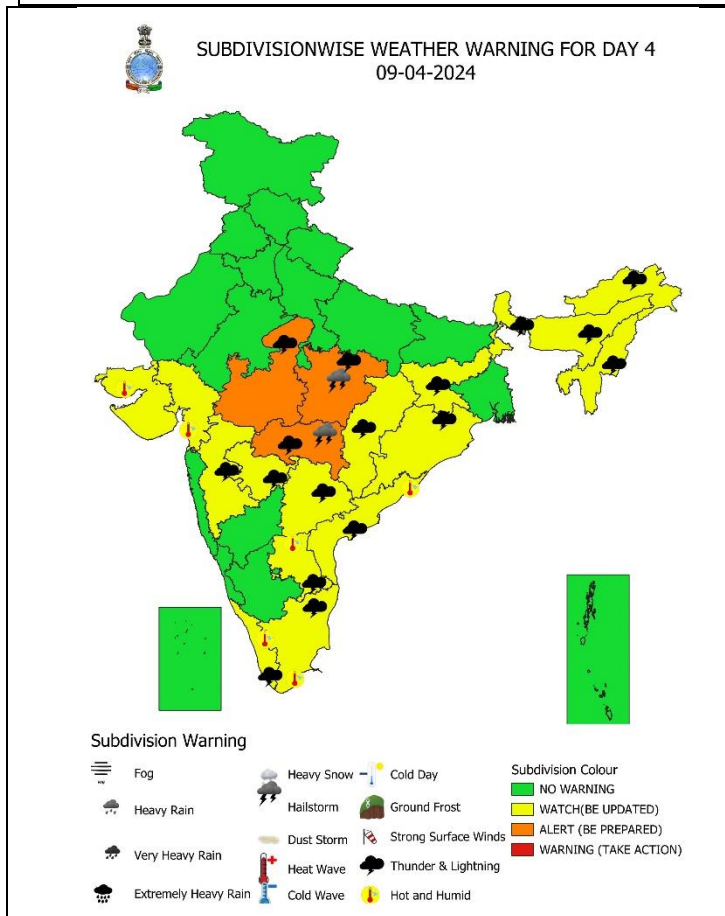 SUBDIVISIONWISE WEATHER WARNING FOR DAY 4
09-04-2024
Subdivision Warning
Fog
Heavy Rain
Very Heavy Rain
Extremely Heavy Rain
Heavy Snow
Hailstorm
Dust Storm
Heat Wave
Cold Wave
Cold Day
Ground Frost
Strong Surface Winds
Thunder & Lightning
Hot and Humid
Subdivision Colour
NO WARNING
WATCH(BE UPDATED)
ALERT (BE PREPARED)
WARNING (TAKE ACTION)